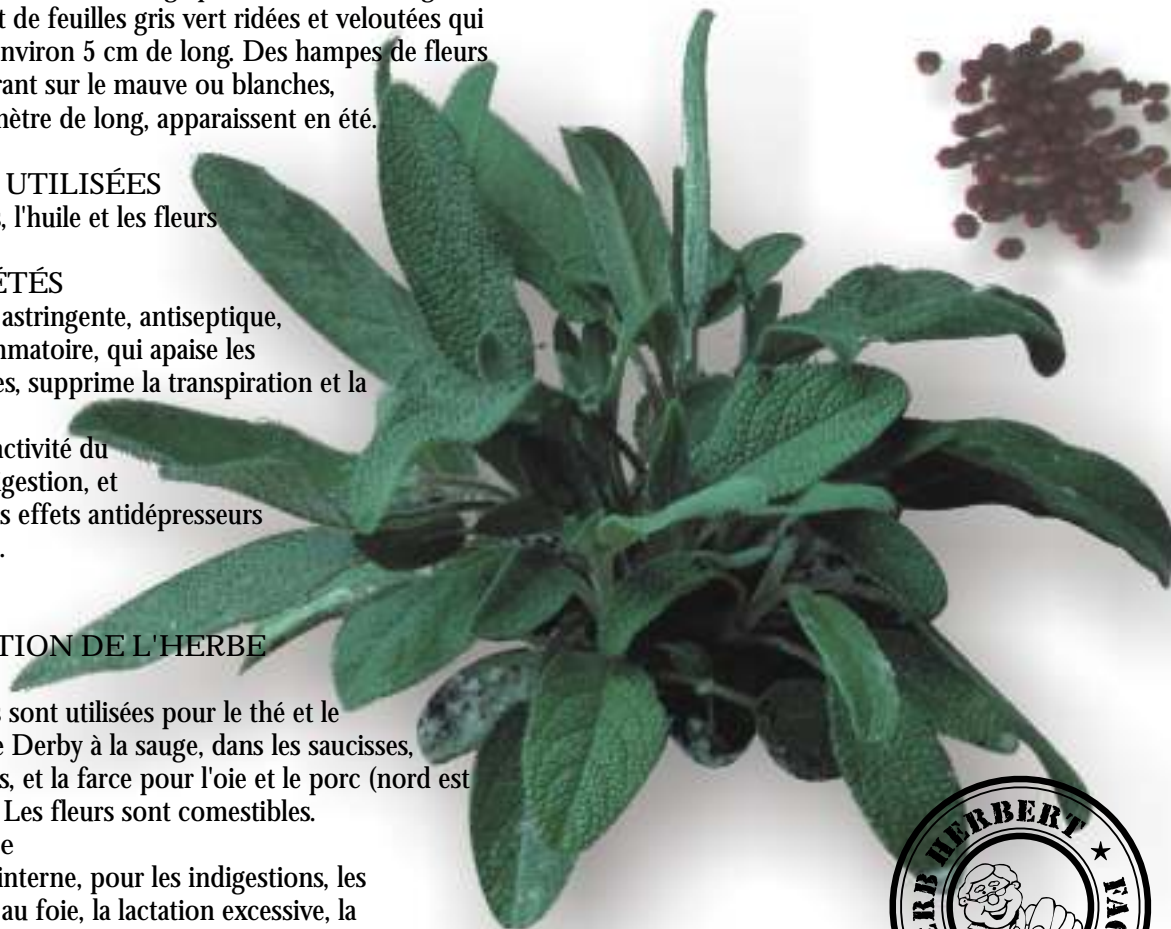 t de feuilles gris vert ridées et veloutées qui
nviron 5 cm de long. Des hampes de fleurs
rant sur le mauve ou blanches,
nètre de long, apparaissent en été.
UTILISÉES
, l'huile et les fleurs
ÉTÉS
astringente, antiseptique,
mmatoire, qui apaise les
es, supprime la transpiration et la
activité du
gestion, et
s effets antidépresseurs
.
TION DE L'HERBE
s sont utilisées pour le thé et le
e Derby à la sauge, dans les saucisses,
s, et la farce pour l'oie et le porc (nord est
Les fleurs sont comestibles.
e
interne, pour les indigestions, les
au foie, la lactation excessive, la
ERB HERBERT ★ FAC